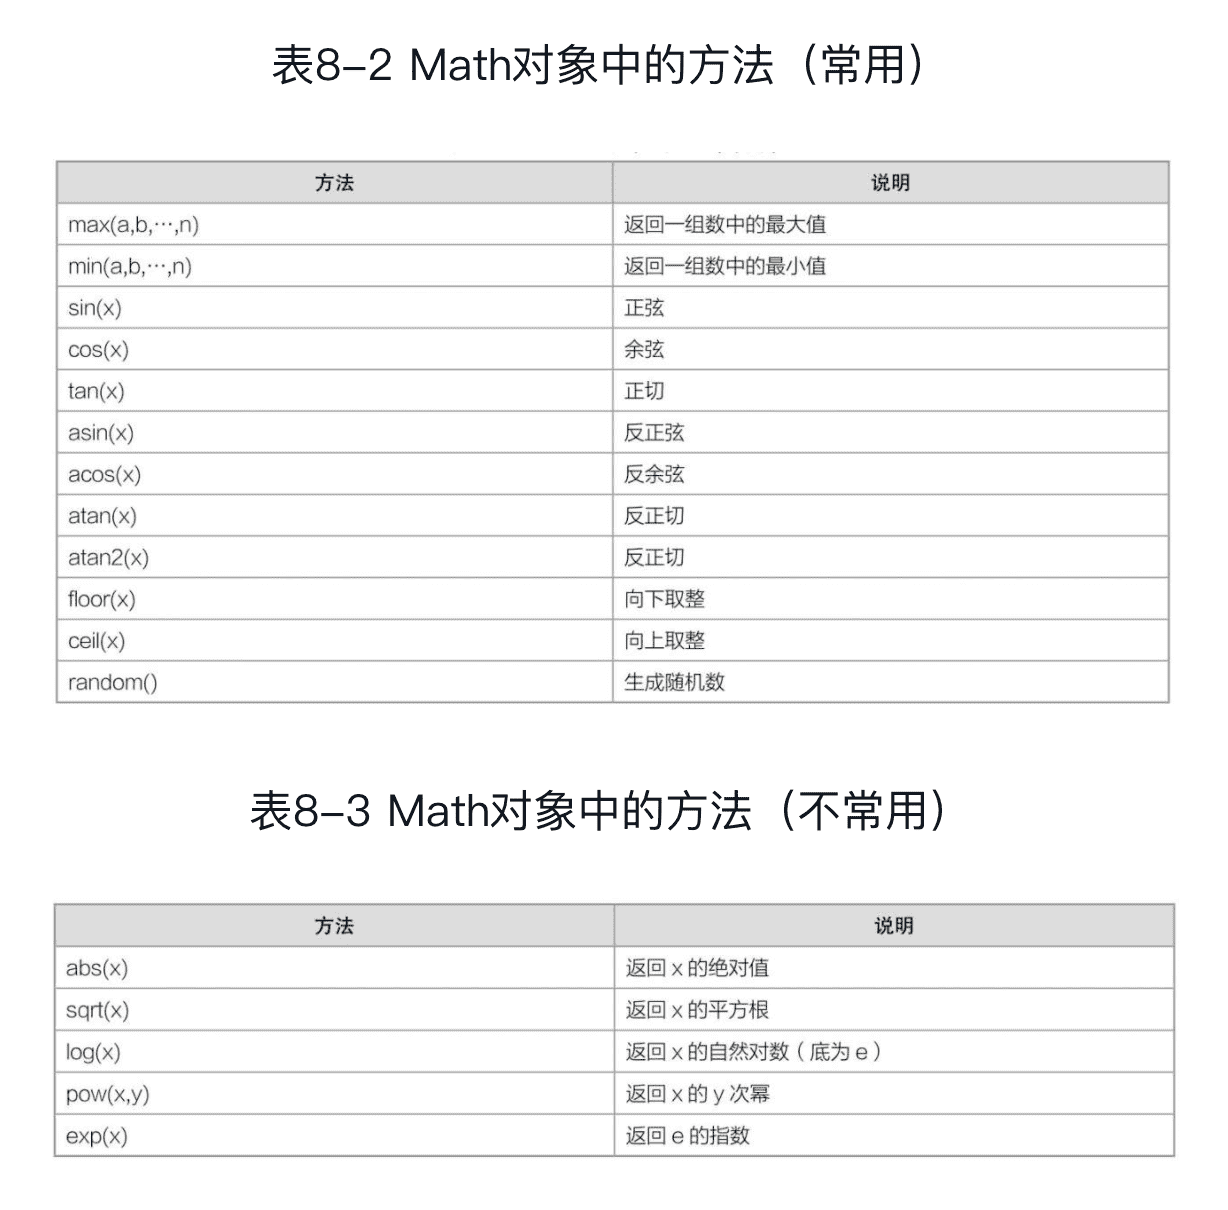 表8-2 Math对象中的方法（常用）
方法 说明
max(a,b,…,n) 返回一组数中的最大值
min(a,b,…,n) 返回一组数中的最小值
sin(x) 正弦
cos(x) 余弦
tan(x) 正切
asin(x) 反正弦
acos(x) 反余弦
atan(x) 反正切
atan2(x) 反正切
floor(x) 向下取整
ceil(x) 向上取整
random() 生成随机数
表8-3 Math对象中的方法（不常用）
方法 说明
abs(x) 返回 x 的绝对值
sqrt(x) 返回 x 的平方根
log(x) 返回 x 的自然对数（底为 e）
pow(x,y) 返回 x 的 y 次幂
exp(x) 返回 e 的指数